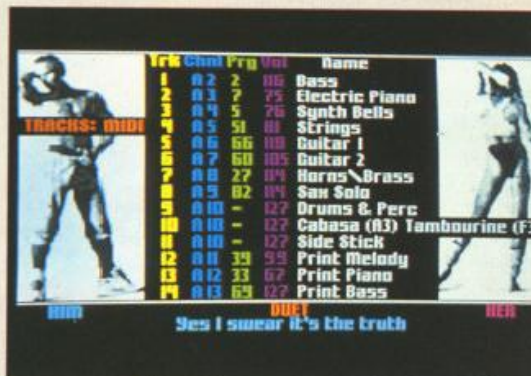 Trk Chnl Prg Vol Name
1 A2 2 116 Bass
2 A3 7 75 Electric Piano
3 A4 5 76 Synth Bells
TRACKS: MIDI
4 A5 51 81 Strings
5 A6 66 119 Guitar 1
6 A7 60 105 Guitar 2
7 A8 27 114 Horns\Brass
8 A9 82 114 Sax Solo
9 A10 - 127 Drums & Perc
10 A10 - 127 Cabasa (A3) Tambourine
11 A10 - 127 Side Stick
12 A11 39 99 Print Melody
13 A12 33 67 Print Piano
14 A13 69 127 Print Bass
HIM DUET HER
Yes I swear it's the truth